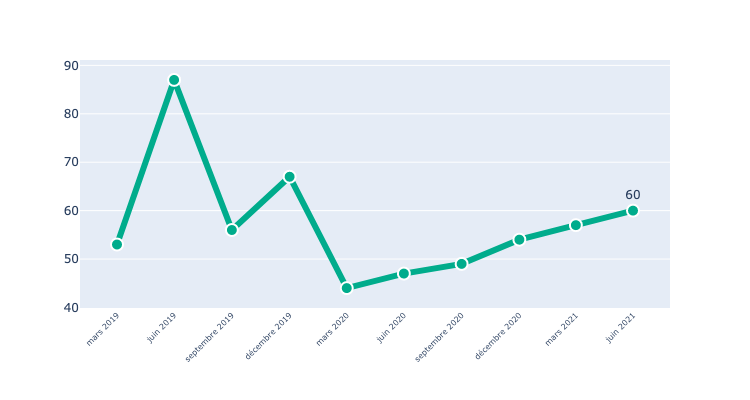 90
80
70
60
50
40
60
mars 2019
juin 2019
septembre 2019
décembre 2019
mars 2020
juin 2020
septembre 2020
décembre 2020
mars 2021
juin 2021